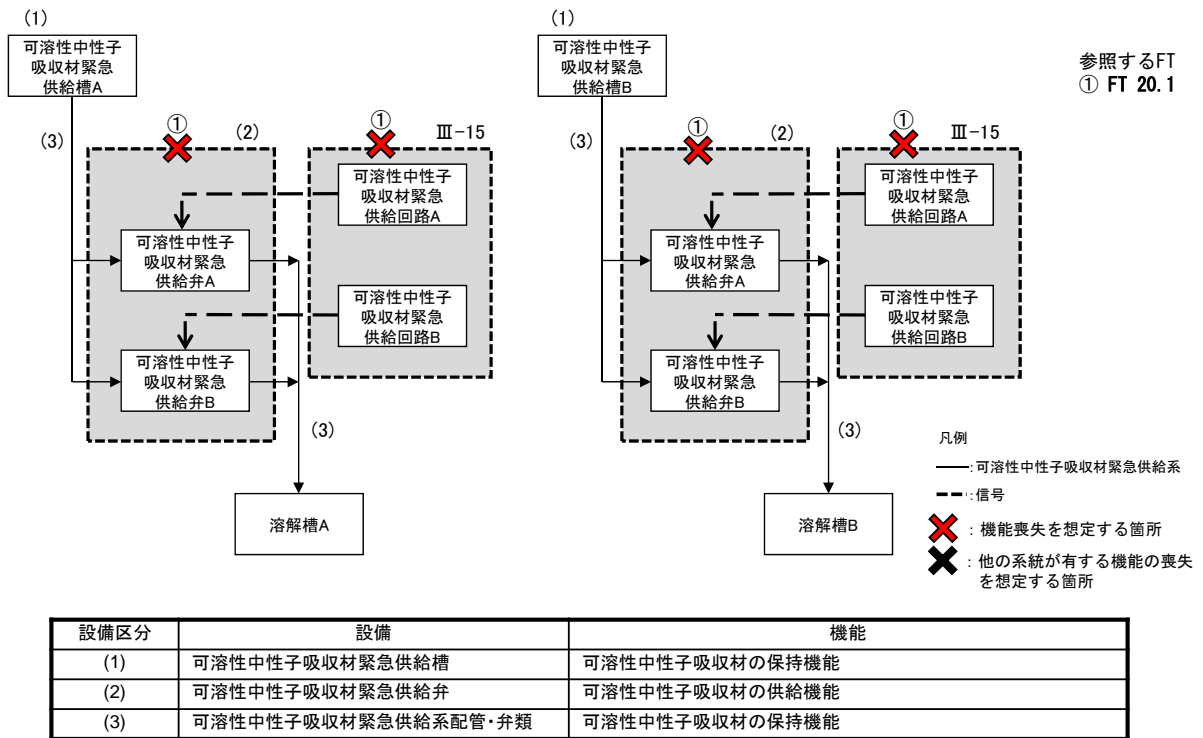 (1)
可溶性中性子
吸収材緊急
供給槽A
(3)
①
(2)
①
Ⅲ-15
可溶性中性子
吸収材緊急
供給回路A
可溶性中性子
吸収材緊急
供給弁A
可溶性中性子
吸収材緊急
供給回路B
可溶性中性子
吸収材緊急
供給弁B
(3)
溶解槽A
(1)
可溶性中性子
吸収材緊急
供給槽B
(3)
①
(2)
①
Ⅲ-15
可溶性中性子
吸収材緊急
供給回路A
可溶性中性子
吸収材緊急
供給弁A
可溶性中性子
吸収材緊急
供給回路B
可溶性中性子
吸収材緊急
供給弁B
(3)
溶解槽B
参照するFT
① FT 20.1
凡例
:可溶性中性子吸収材緊急供給系
:信号
: 機能喪失を想定する箇所
: 他の系統が有する機能の喪失
を想定する箇所
設備区分 設備 機能
(1) 可溶性中性子吸収材緊急供給槽 可溶性中性子吸収材の保持機能
(2) 可溶性中性子吸収材緊急供給弁 可溶性中性子吸収材の供給機能
(3) 可溶性中性子吸収材緊急供給系配管・弁類 可溶性中性子吸収材の保持機能